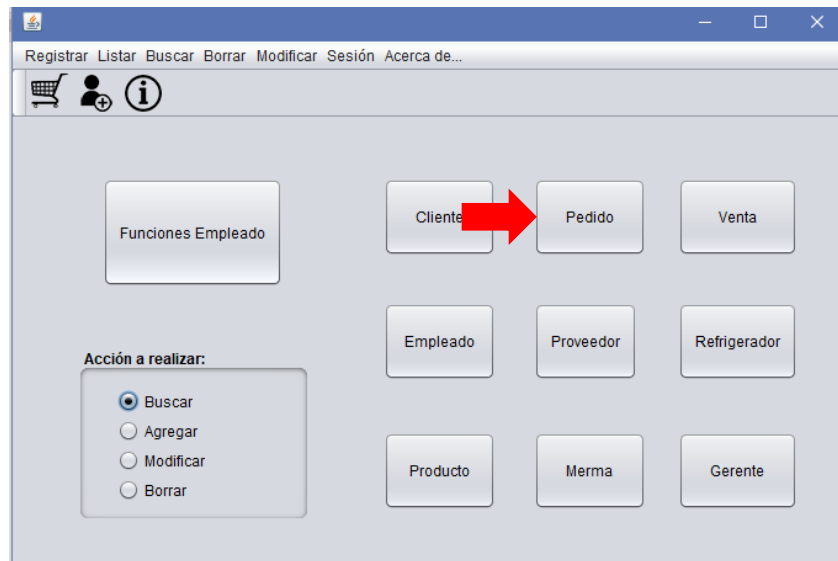 Registrar Listar Buscar Borrar Modificar Sesión Acerca de...
Funciones Empleado
Cliente
Pedido
Venta
Empleado
Proveedor
Refrigerador
Acción a realizar:
Buscar
Agregar
Modificar
Borrar
Producto
Merma
Gerente